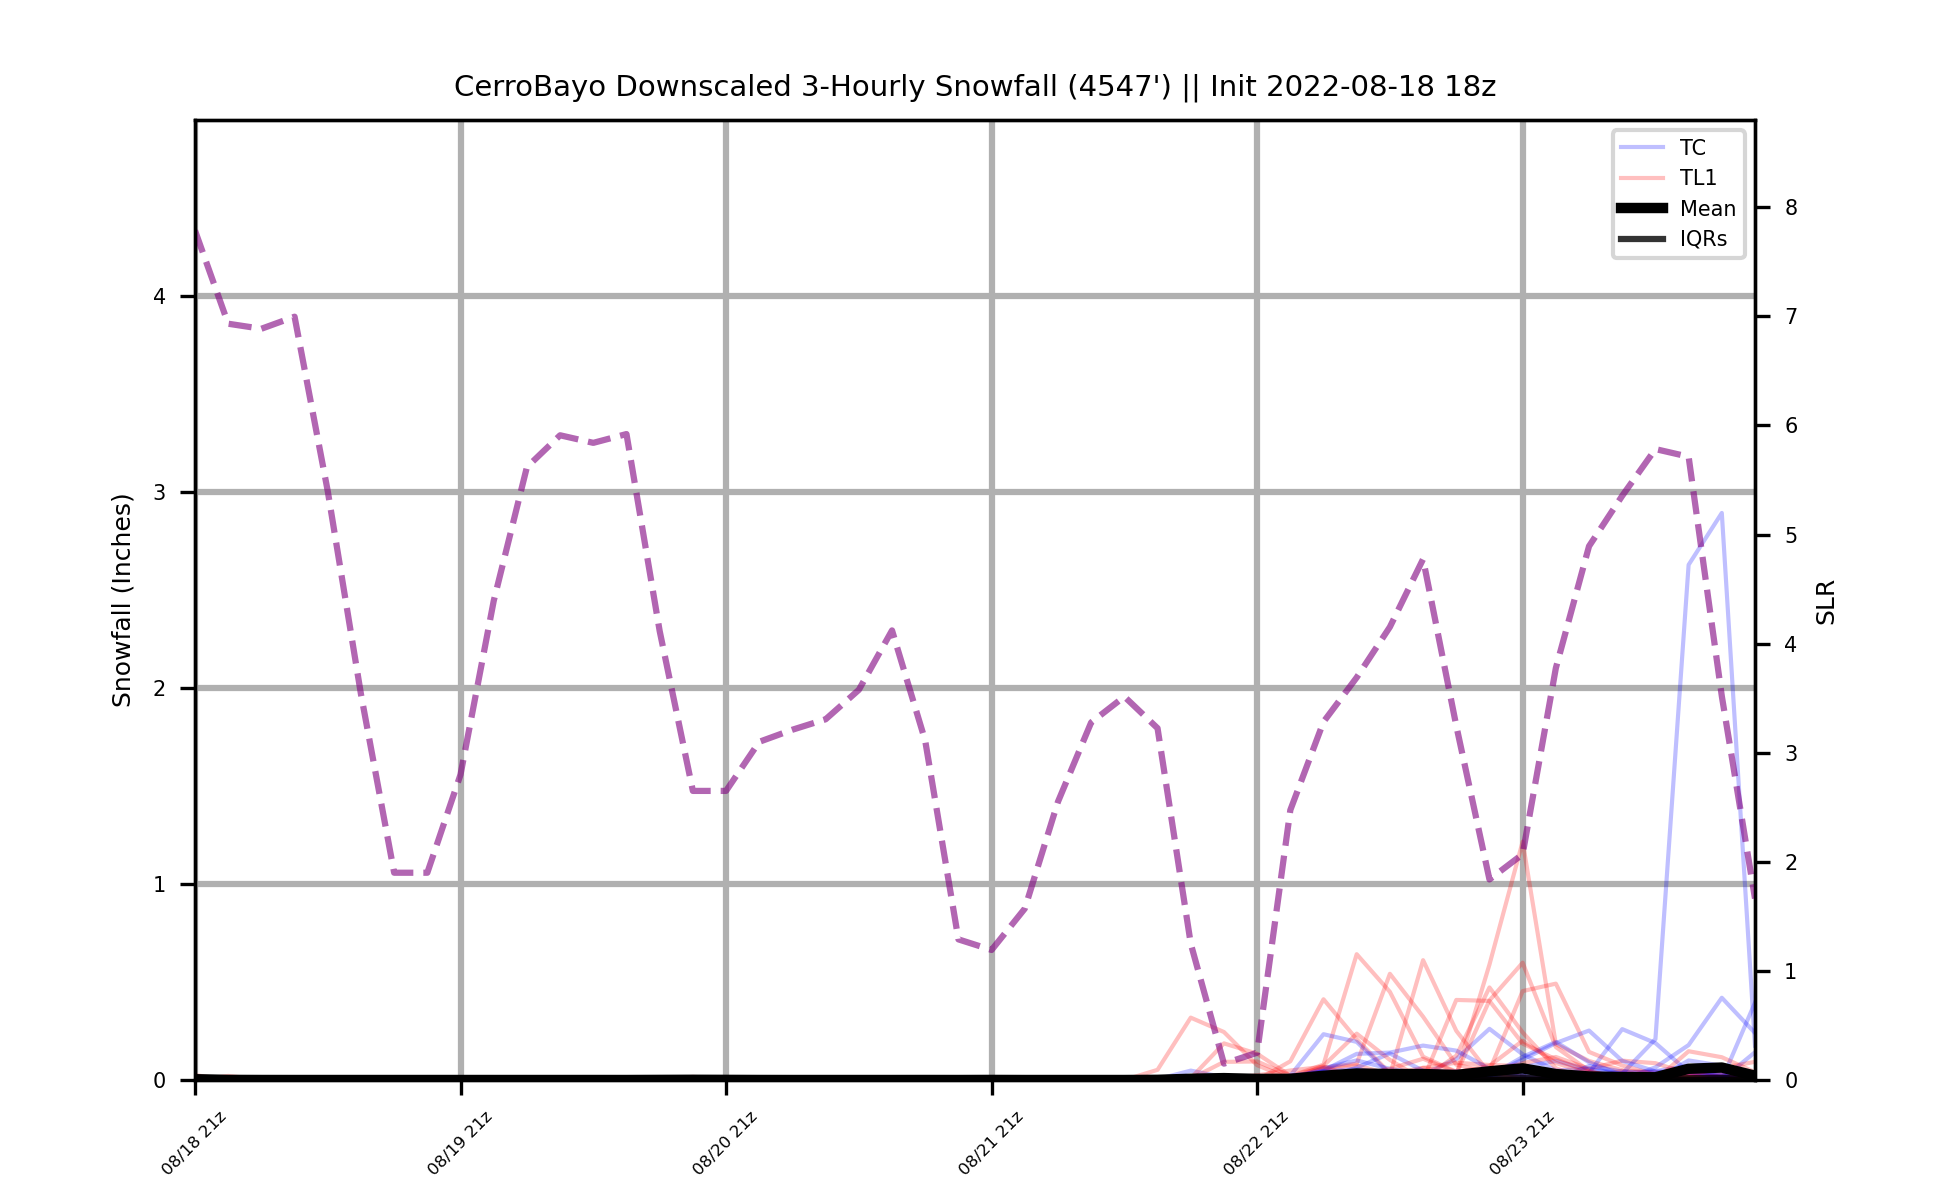 CerroBayo Downscaled 3-Hourly Snowfall (4547') || Init 2022-08-18 18z
TC
TL1
Mean
IQRs
Snowfall (Inches)
4
3
2
1
0
8
7
6
5
4
3
2
1
0
SLR
08/18 21z
08/19 21z
08/20 21z
08/21 21z
08/22 21z
08/23 21z